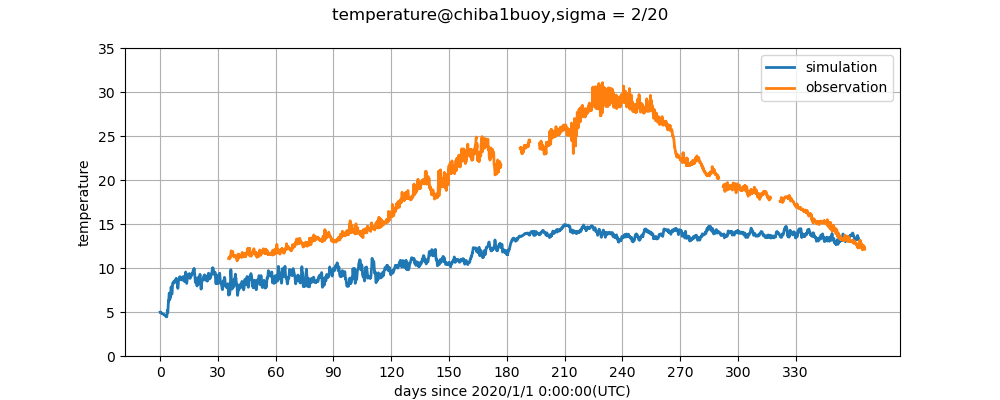 temperature@chiba1buoy,sigma = 2/20
35
30
25
20
15
10
5
0
temperature
simulation
observation
0 30 60 90 120 150 180 210 240 270 300 330
days since 2020/1/1 0:00:00(UTC)